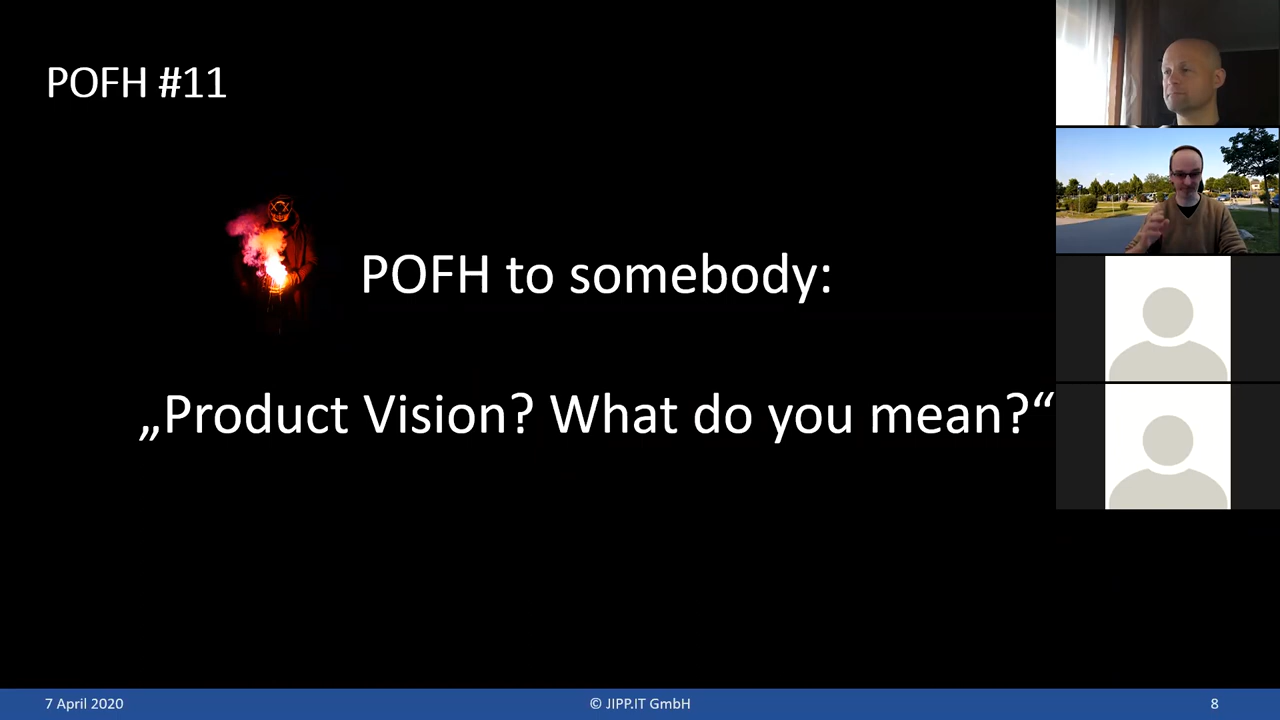 POFH #11
POFH to somebody:
„Product Vision? What do you mean?“
7 April 2020
© JIPP.IT GmbH
8